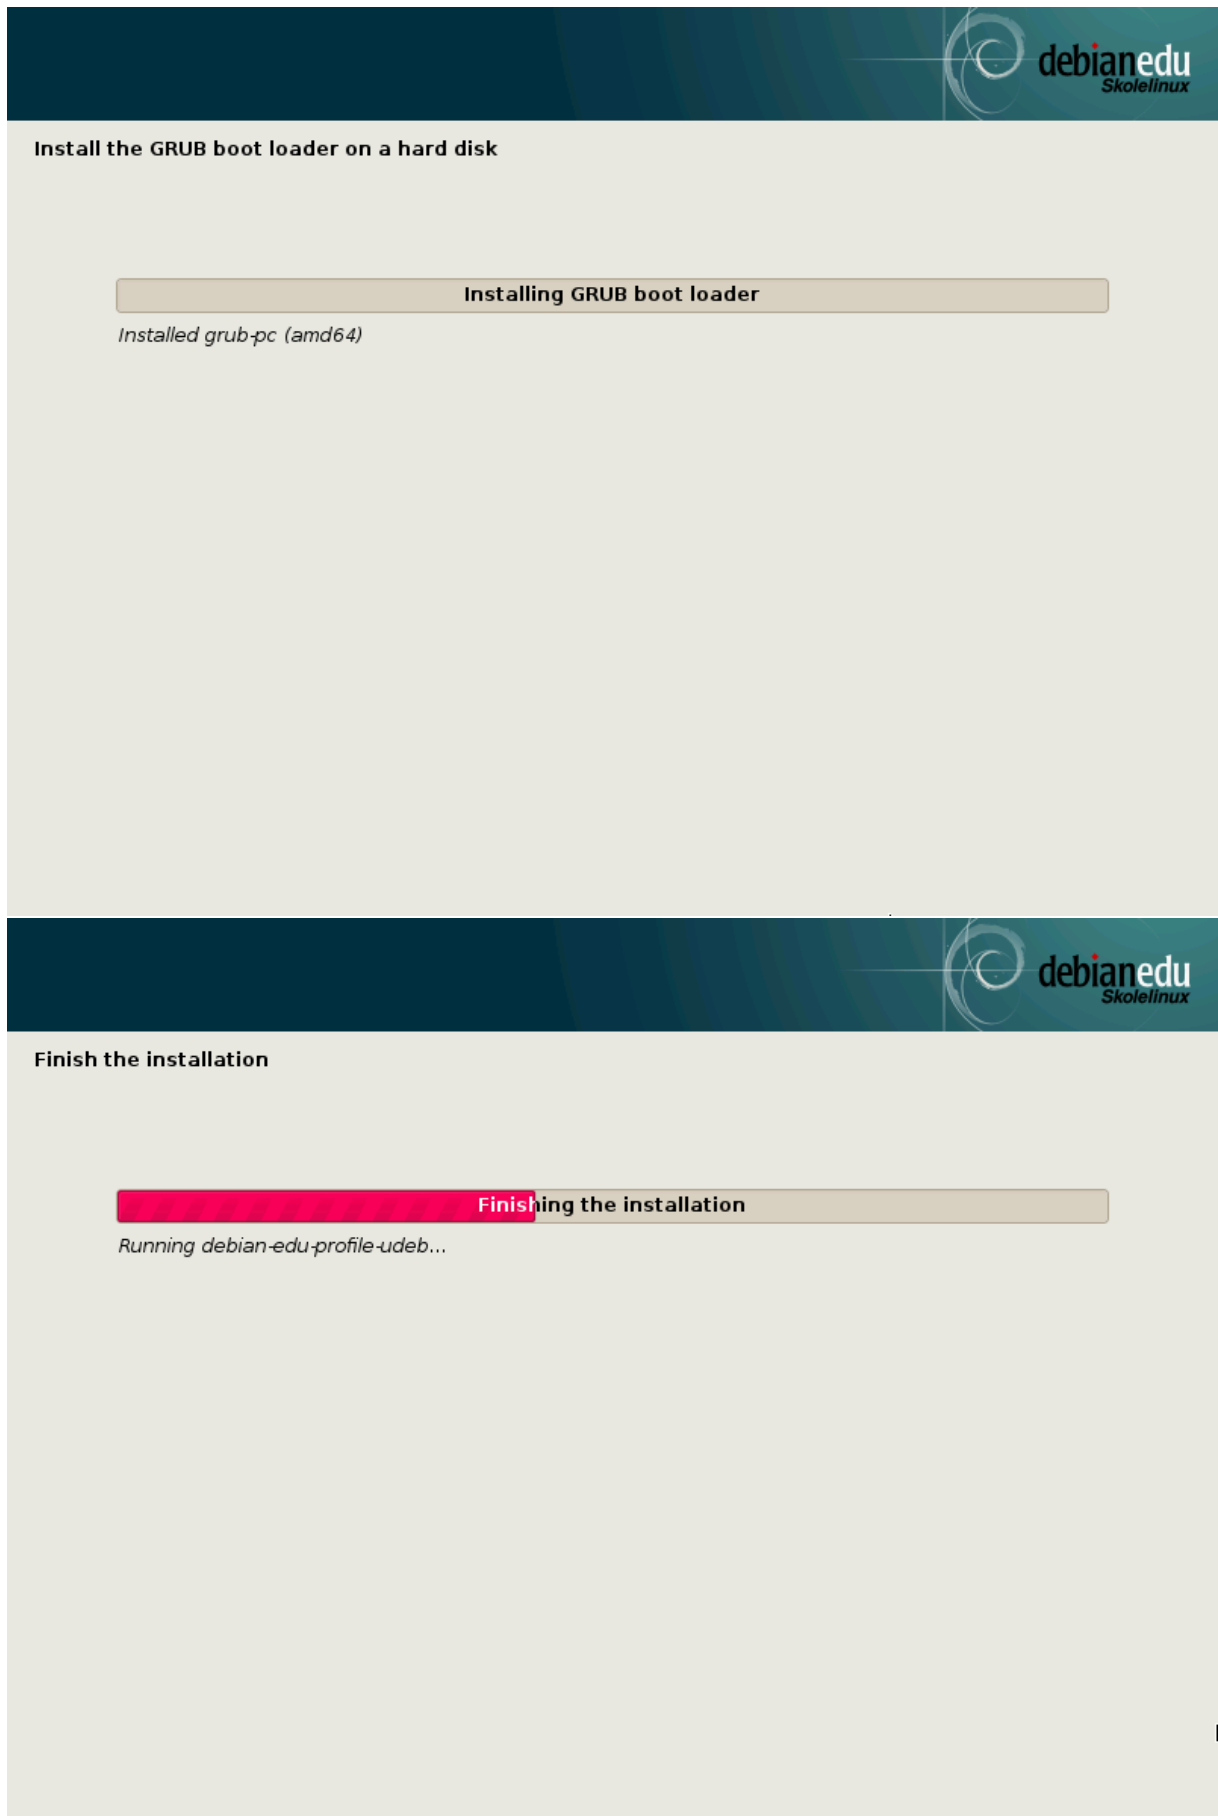 debianedu
Skolelinux
Install the GRUB boot loader on a hard disk
Installing GRUB boot loader
Installed grub-pc (amd64)
debianedu
Skolelinux
Finish the installation
Finishing the installation
Running debian-edu-profile-udeb...